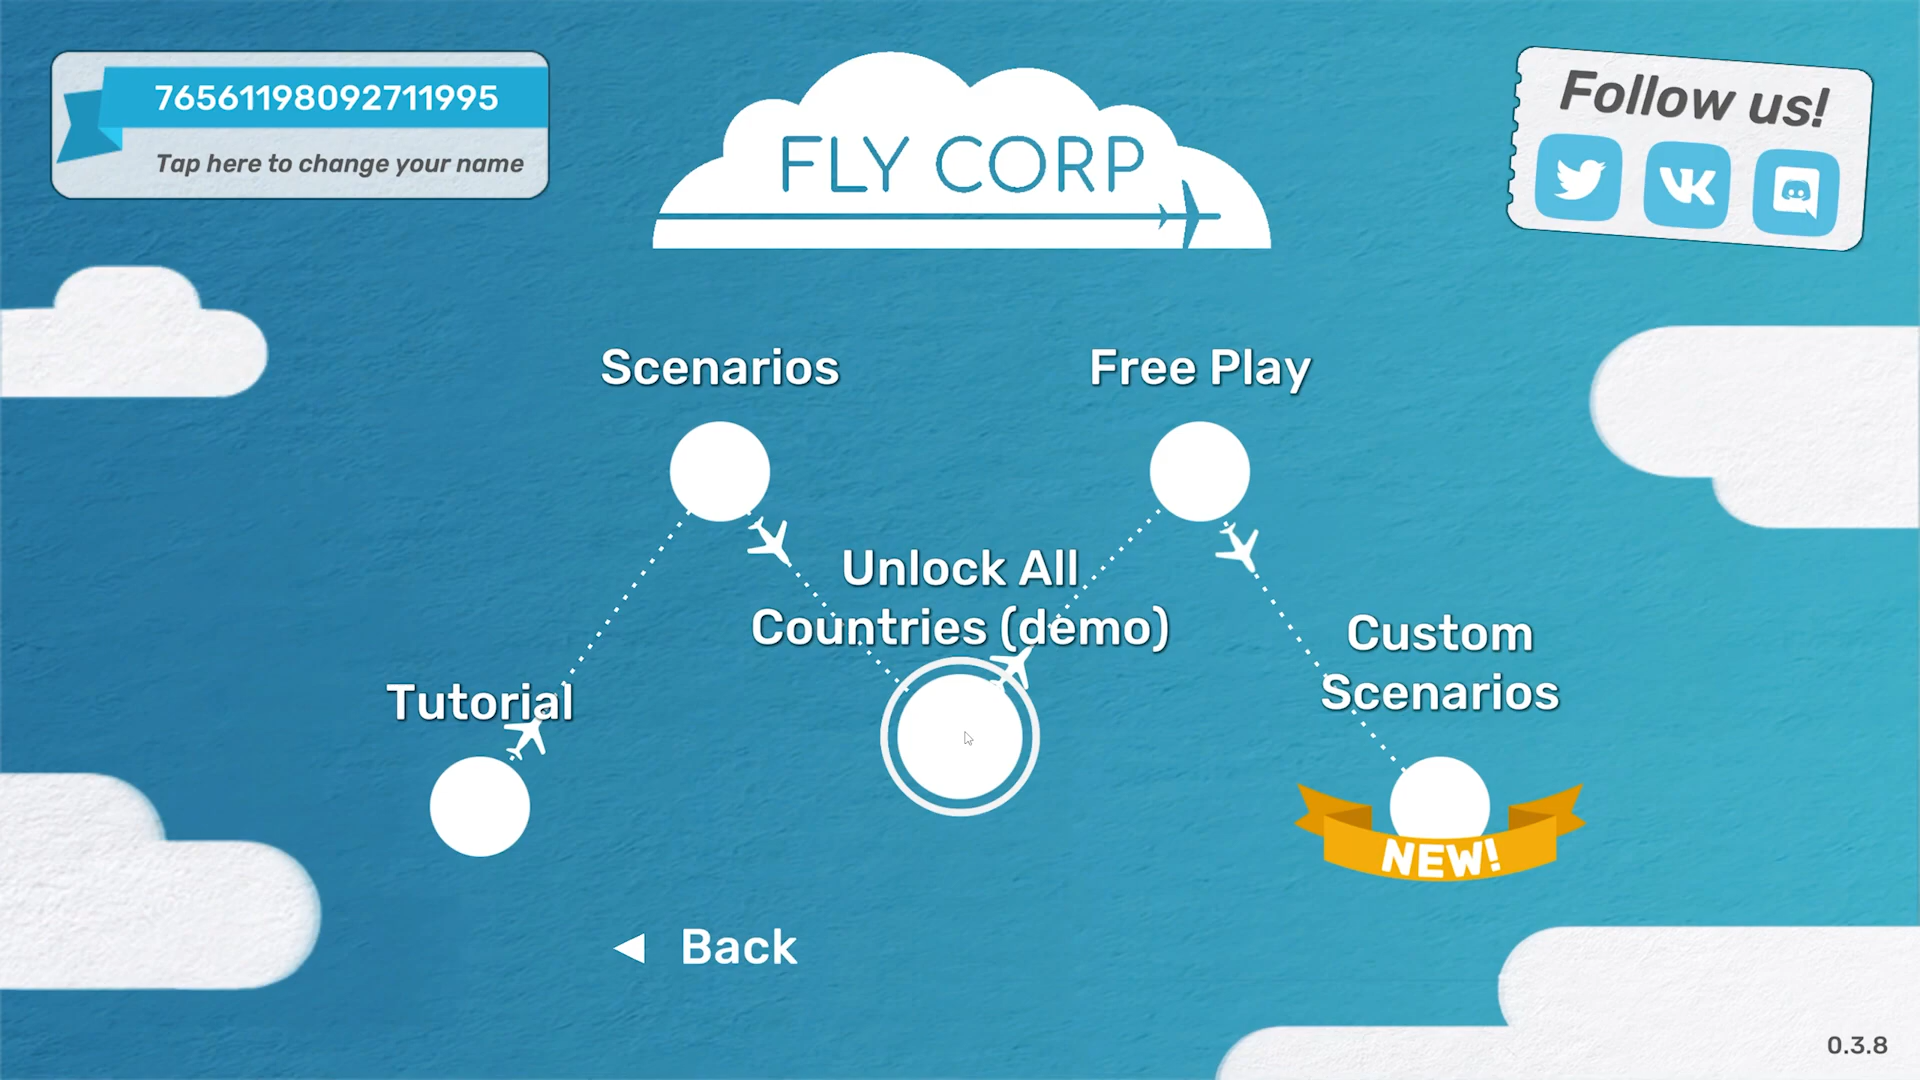 76561198092711995
Tap here to change your name
FLY CORP
Follow us!
Scenarios
Free Play
Unlock All
Countries (demo)
Custom
Scenarios
Tutorial
NEW!
Back
0.3.8